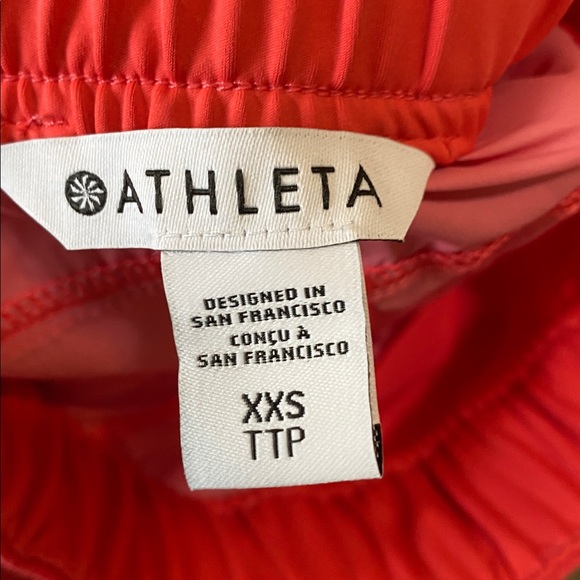 ATHLETA
DESIGNED IN
SAN FRANCISCO
CONÇU À
SAN FRANCISCO
XXS
TTP